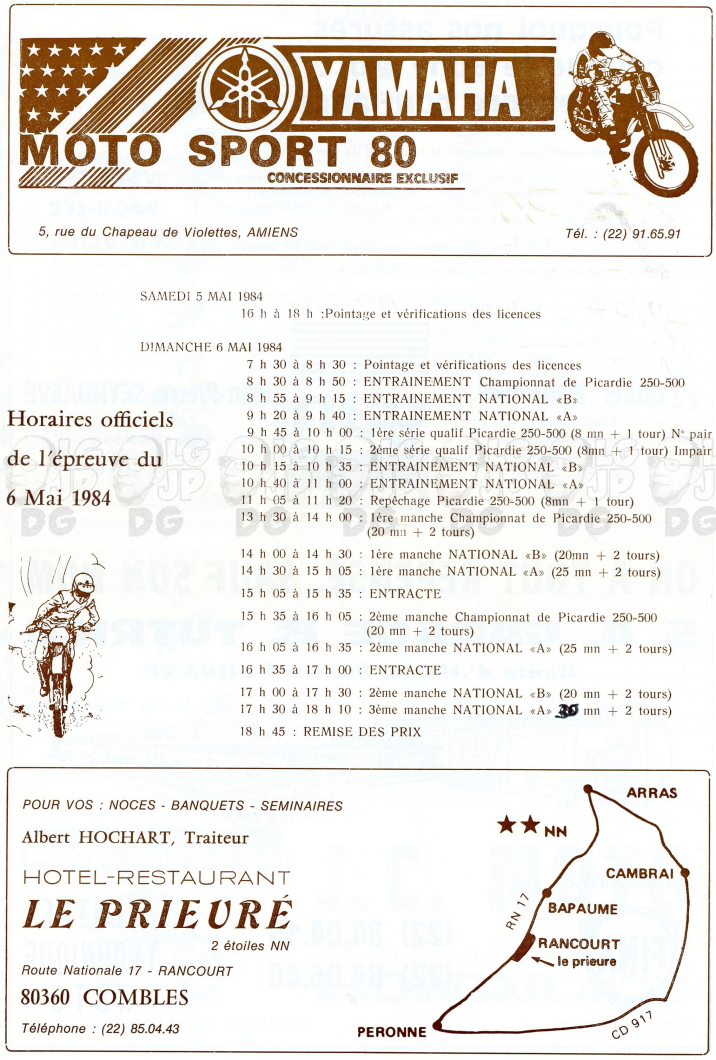 YAMAHA
MOTO SPORT 80
CONCESSIONNAIRE EXCLUSIF
5, rue du Chapeau de Violettes, AMIENS
Tél. : (22) 91.65.91
SAMEDI 5 MAI 1984
16 h à 18 h :Pointage et vérifications des licences
DIMANCHE 6 MAI 1984
7 h 30 à 8 h 30 : Pointage et vérifications des licences
8 h 30 à 8 h 50 : ENTRAINEMENT Championnat de Picardie 250-500
8 h 55 à 9 h 15 : ENTRAINEMENT NATIONAL «B»
9 h 20 à 9 h 40 : ENTRAINEMENT NATIONAL «A»
9 h 45 à 10 h 00 : 1ère série qualif Picardie 250-500 (8 mn + 1 tour) N° pair
10 h 00 à 10 h 15 : 2ème série qualif Picardie 250-500 (8mn + 1 tour) Impair
10 h 15 à 10 h 35 : ENTRAINEMENT NATIONAL «B»
10 h 40 à 11 h 00 : ENTRAINEMENT NATIONAL «A»
11 h 05 à 11 h 20 : Repêchage Picardie 250-500 (8mn + 1 tour)
13 h 30 à 14 h 00 : 1ère manche Championnat de Picardie 250-500
(20 mn + 2 tours)
14 h 00 à 14 h 30 : 1ère manche NATIONAL «B» (20mn + 2 tours)
14 h 30 à 15 h 05 : 1ère manche NATIONAL «A» (25 mn + 2 tours)
15 h 05 à 15 h 35 : ENTRACTE
15 h 35 à 16 h 05 : 2ème manche Championnat de Picardie 250-500
(20 mn + 2 tours)
16 h 05 à 16 h 35 : 2ème manche NATIONAL «A» (25 mn + 2 tours)
16 h 35 à 17 h 00 : ENTRACTE
17 h 00 à 17 h 30 : 2ème manche NATIONAL «B» (20 mn + 2 tours)
17 h 30 à 18 h 10 : 3ème manche NATIONAL «A» 30 mn + 2 tours)
18 h 45 : REMISE DES PRIX
Horaires officiels
de l'épreuve du
6 Mai 1984
POUR VOS : NOCES - BANQUETS - SEMINAIRES
Albert HOCHART, Traiteur
HOTEL-RESTAURANT
LE PRIEURÉ
2 étoiles NN
Route Nationale 17 - RANCOURT
80360 COMBLES
Téléphone : (22) 85.04.43
ARRAS
★★ NN
CAMBRAI
RN 17
BAPAUME
RANCOURT
le prieure
PERONNE
CD 917